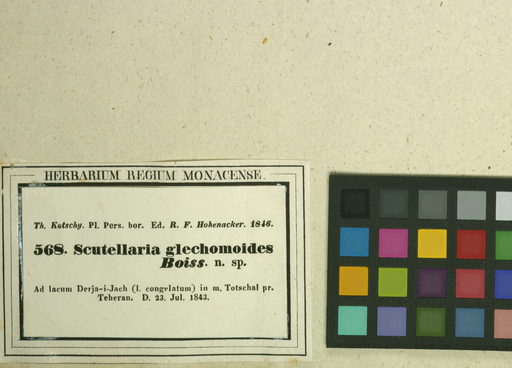 HERBARIUM REGIUM MONACENSE.
Th. Kotschy. Pl. Pers. bor. Ed. R. F. Hohenacker. 1846.
568. Scutellaria glechomoides
Boiss. n. sp.
Ad lacum Derja-i-Jach (l. congelatum) in m. Totschal pr.
Teheran. D. 23. Jul. 1843.